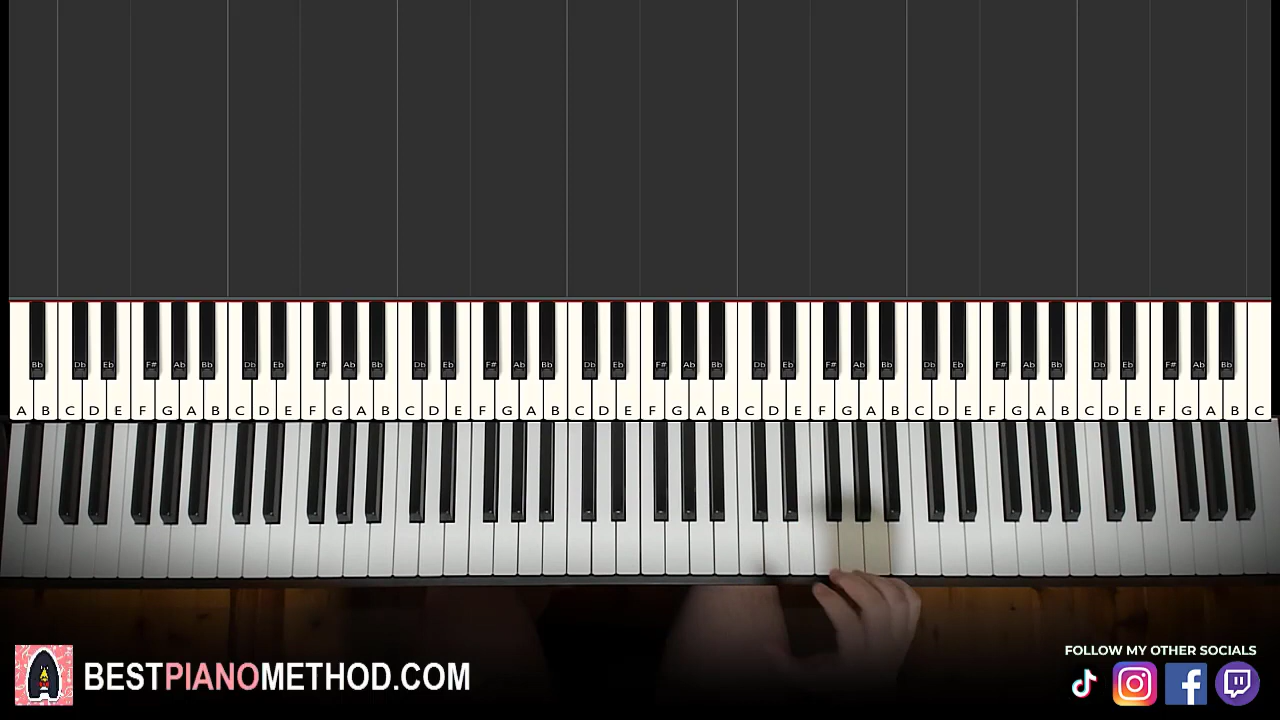 Bb Db Eb F# Ab Bb Db Eb F# Ab Bb Db Eb F# Ab Bb Db Eb F# Ab Bb Db Eb F# Ab Bb Db Eb F# Ab Bb Db Eb F# Ab Bb
A B C D E F G A B C D E F G A B C D E F G A B C D E F G A B C D E F G A B C D E F G A B C D E F G A B C
FOLLOW MY OTHER SOCIALS
BESTPIANOMETHOD.COM